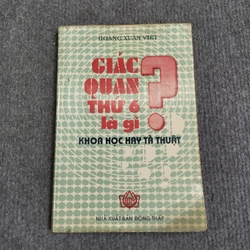 HOÀNG XUÂN VIỆT
GIÁC
QUAN
THỨ 6
là gì
?
KHOA HỌC HAY TÀ THUẬT
NHÀ XUẤT BẢN ĐỒNG THÁP